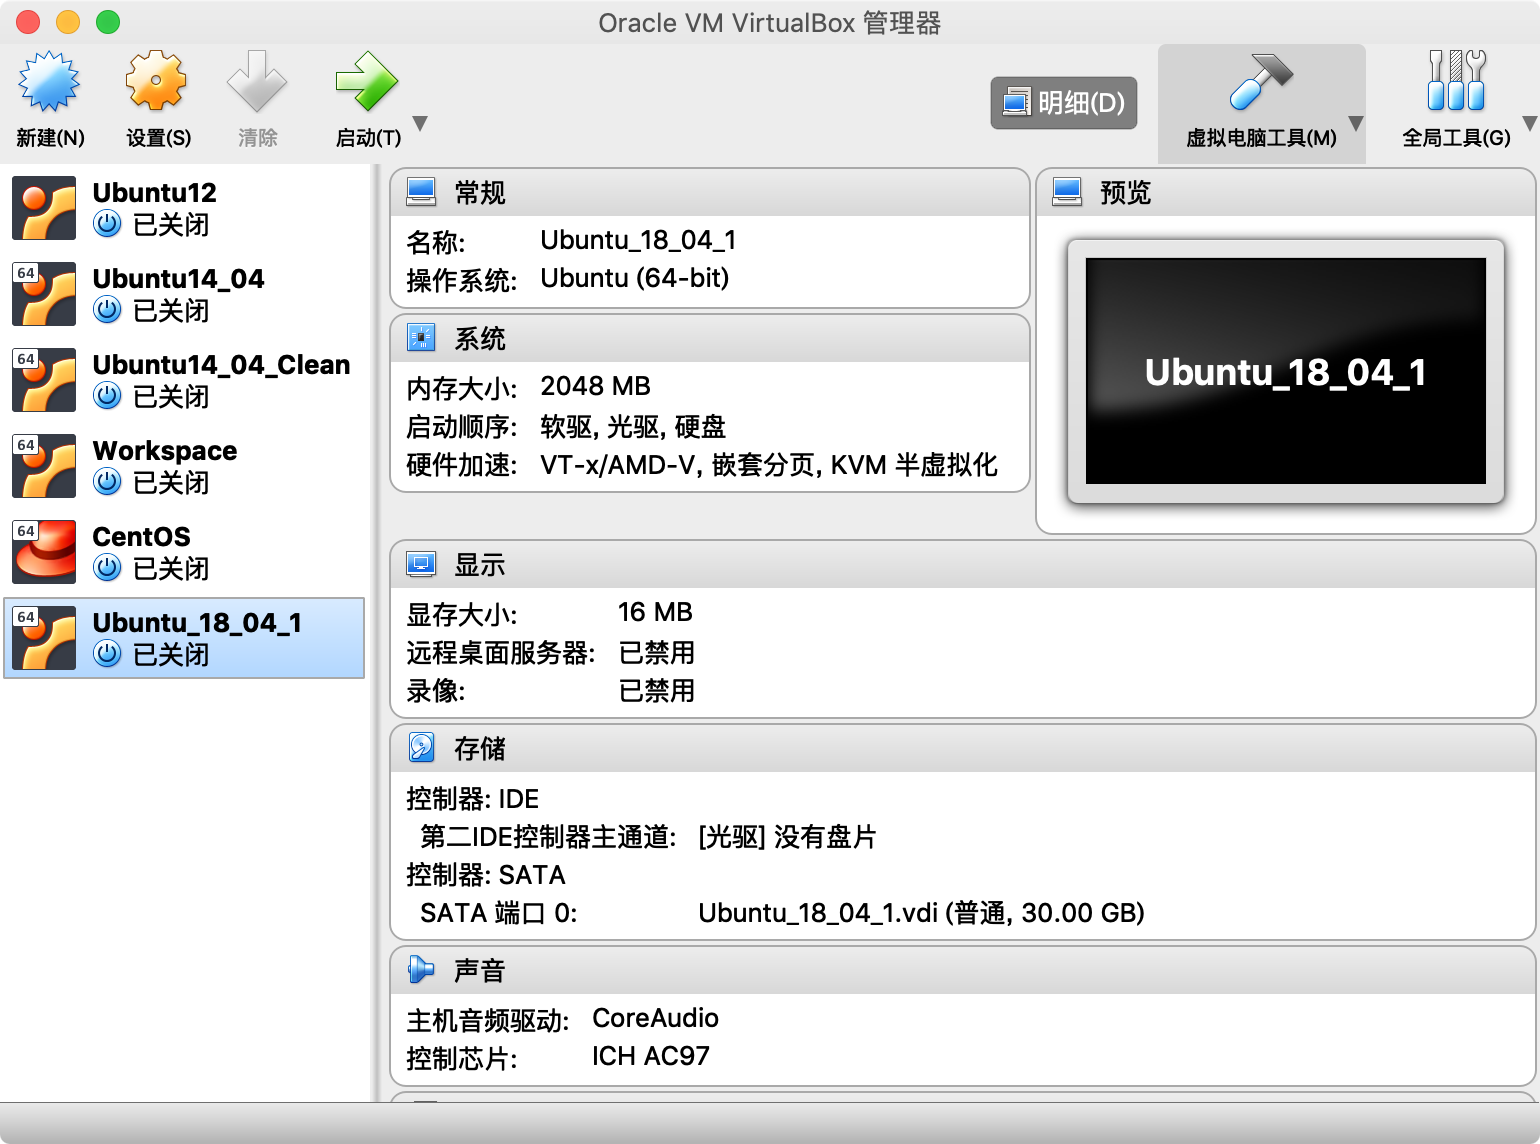 Oracle VM VirtualBox 管理器
新建(N)
设置(S)
清除
启动(T)
明细(D)
虚拟电脑工具(M)
全局工具(G)
Ubuntu12
已关闭
64
Ubuntu14_04
已关闭
64
Ubuntu14_04_Clean
已关闭
64
Workspace
已关闭
64
CentOS
已关闭
64
Ubuntu_18_04_1
已关闭
常规
名称: Ubuntu_18_04_1
操作系统: Ubuntu (64-bit)
系统
内存大小: 2048 MB
启动顺序: 软驱, 光驱, 硬盘
硬件加速: VT-x/AMD-V, 嵌套分页, KVM 半虚拟化
预览
Ubuntu_18_04_1
显示
显存大小: 16 MB
远程桌面服务器: 已禁用
录像: 已禁用
存储
控制器: IDE
第二IDE控制器主通道: [光驱] 没有盘片
控制器: SATA
SATA 端口 0: Ubuntu_18_04_1.vdi (普通, 30.00 GB)
声音
主机音频驱动: CoreAudio
控制芯片: ICH AC97